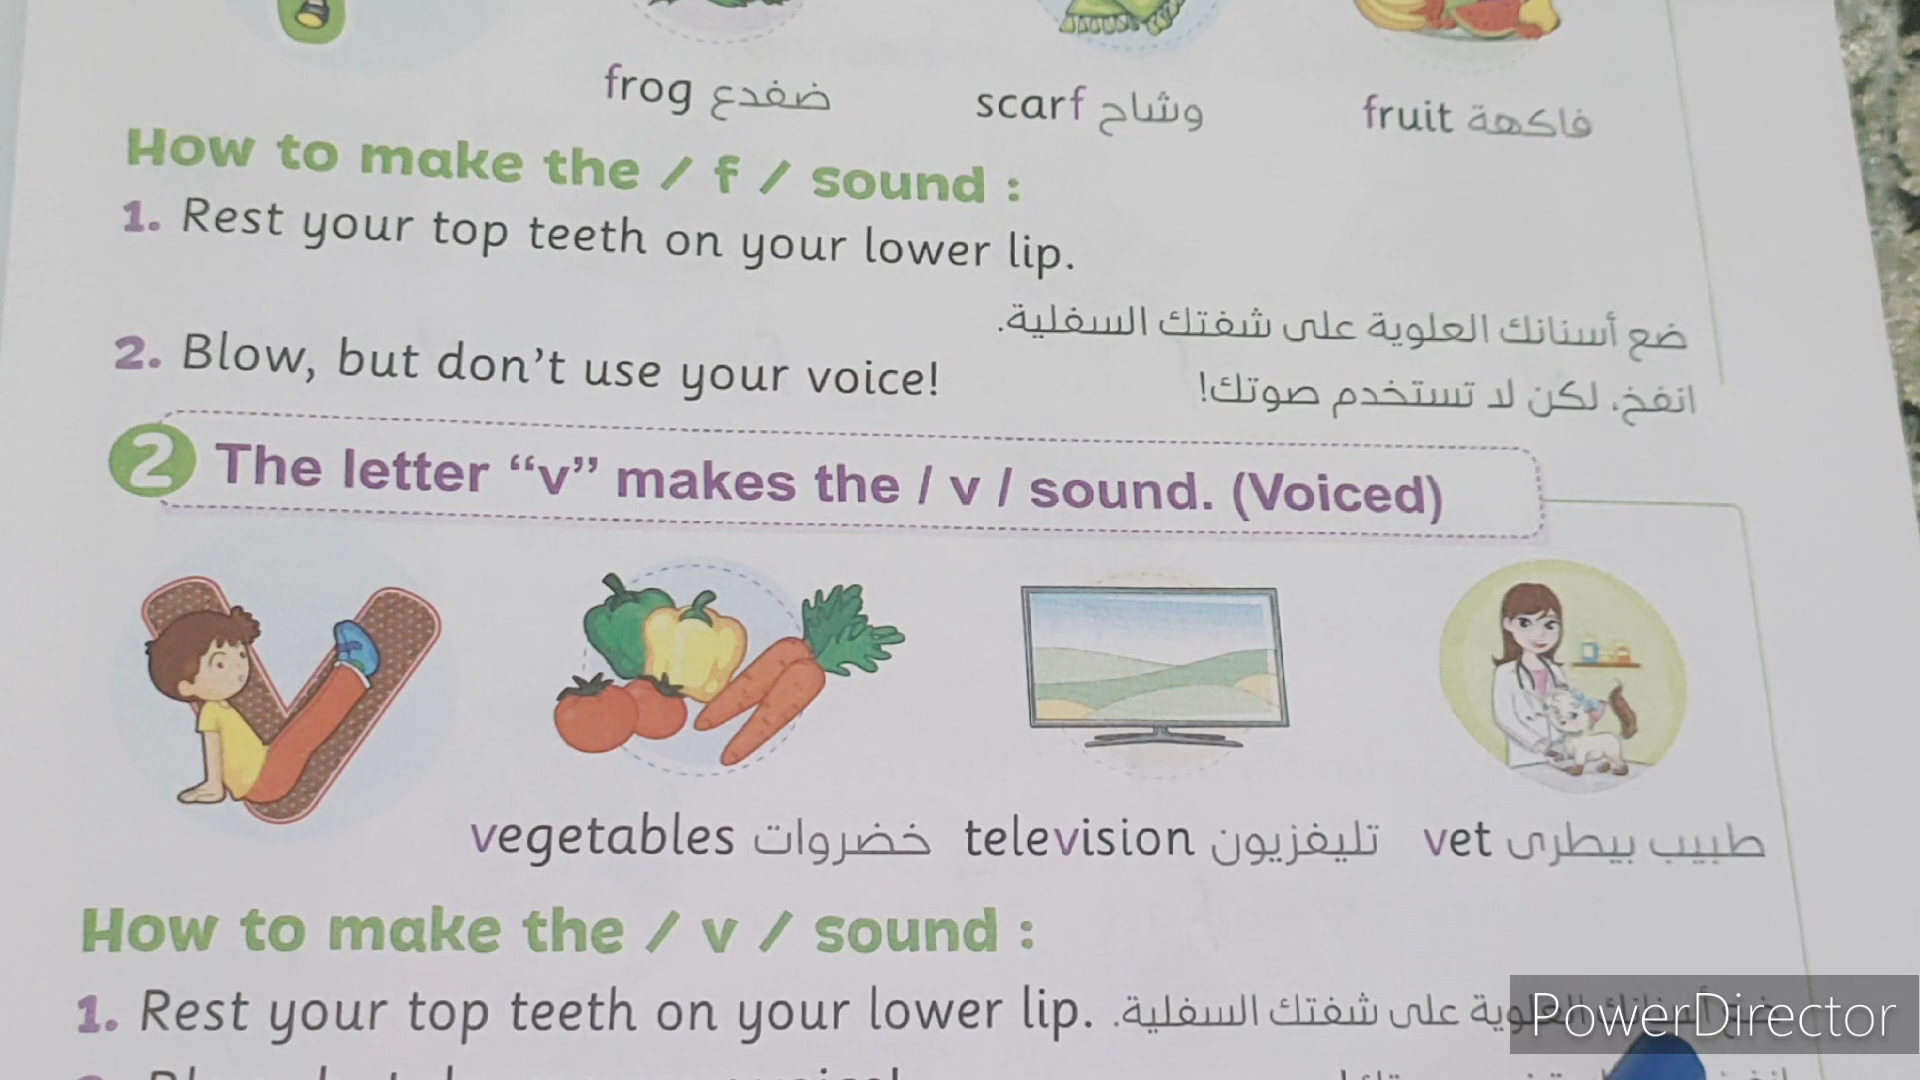 frog ضفدع scarf وشاح fruit فاكهة
How to make the / f / sound :
1. Rest your top teeth on your lower lip.
ضع أسنانك العلوية على شفتك السفلية.
2. Blow, but don’t use your voice!
انفخ، لكن لا تستخدم صوتك!
2 The letter “v” makes the / v / sound. (Voiced)
vegetables خضروات television تليفزيون vet طبيب بيطرى
How to make the / v / sound :
1. Rest your top teeth on your lower lip. على شفتك السفلية.
PowerDirector